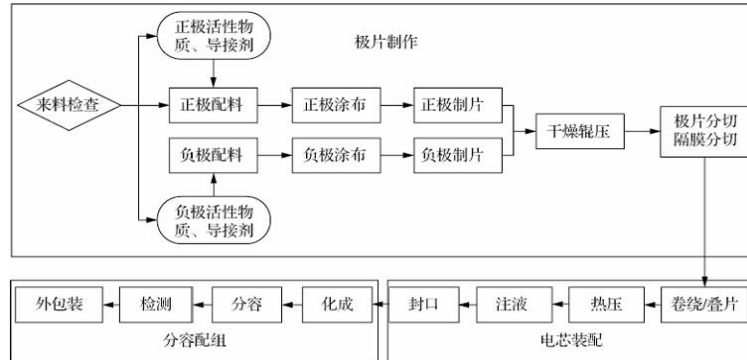 正极活性物
质、导接剂
极片制作
来料检查
正极配料
正极涂布
正极制片
干燥辊压
极片分切
隔膜分切
负极配料
负极涂布
负极制片
负极活性物
质、导接剂
外包装
检测
分容
化成
封口
注液
热压
卷绕/叠片
分容配组
电芯装配